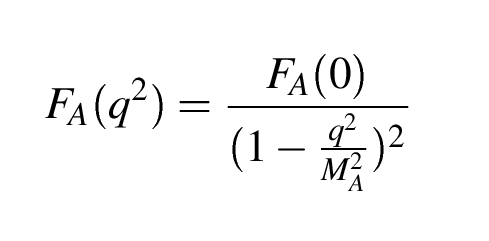 $F_A(q^2) = \frac{F_A(0)}{(1 - \frac{q^2}{M_A^2})^2}$